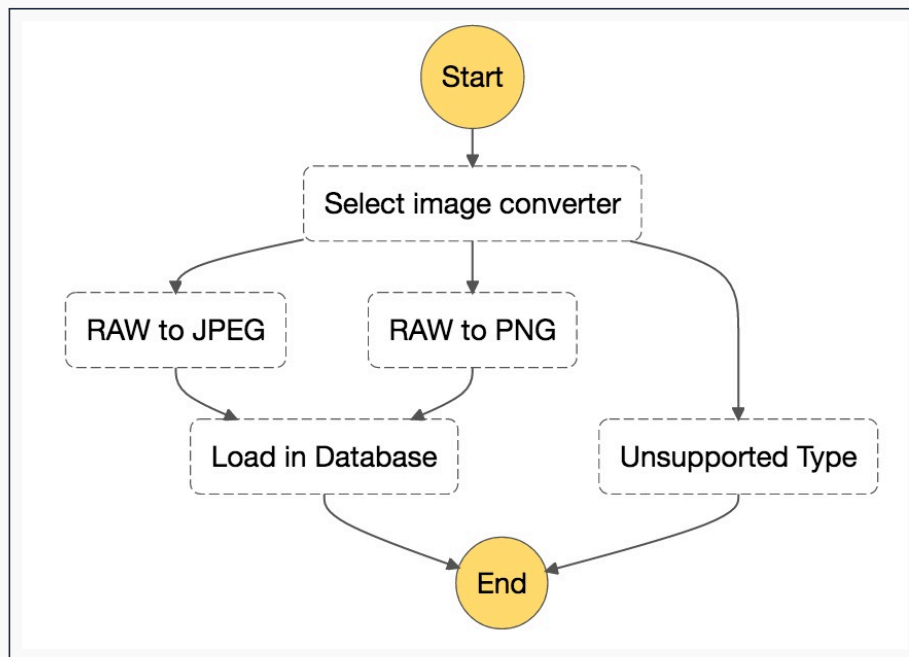 Start
Select image converter
RAW to JPEG
RAW to PNG
Load in Database
Unsupported Type
End